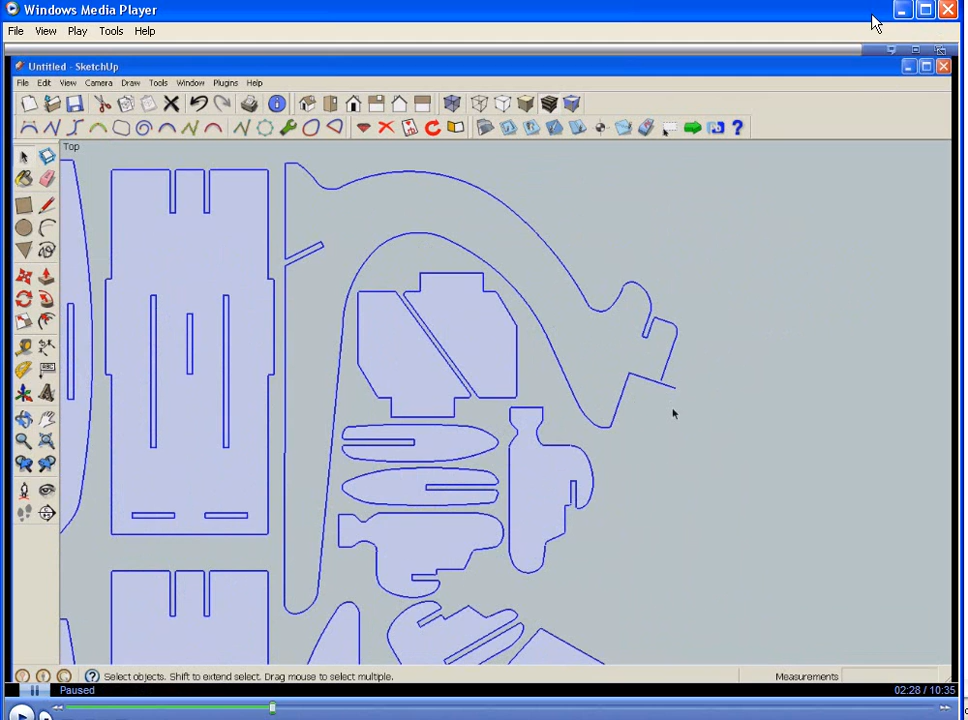 Windows Media Player
File View Play Tools Help
Untitled - SketchUp
File Edit View Camera Draw Tools Window Plugins Help
Top
Select objects. Shift to extend select. Drag mouse to select multiple.
Measurements
Paused
02:28 / 10:35